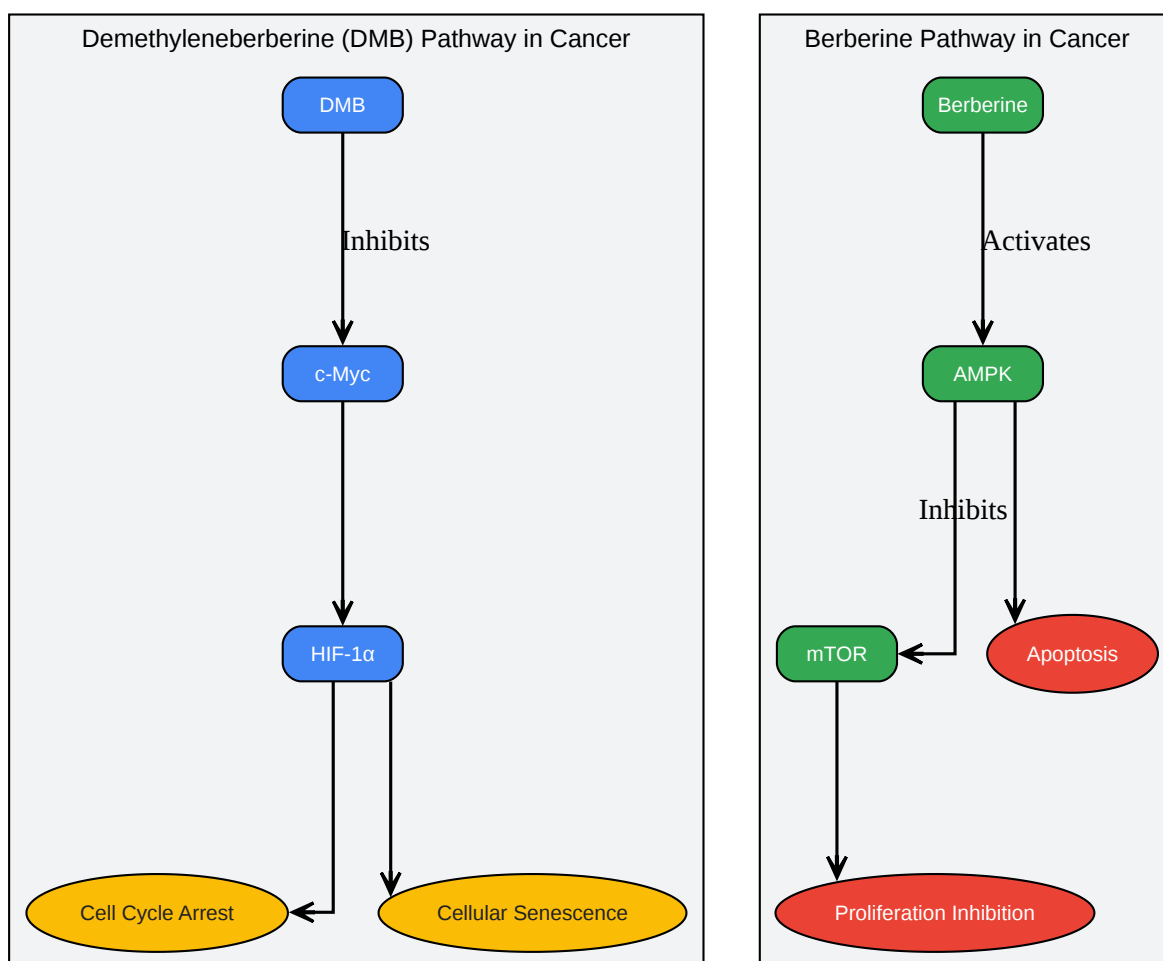 Demethyleneberberine (DMB) Pathway in Cancer
DMB
Inhibits
c-Myc
HIF-1α
Cell Cycle Arrest
Cellular Senescence
Berberine Pathway in Cancer
Berberine
Activates
AMPK
Inhibits
mTOR
Apoptosis
Proliferation Inhibition